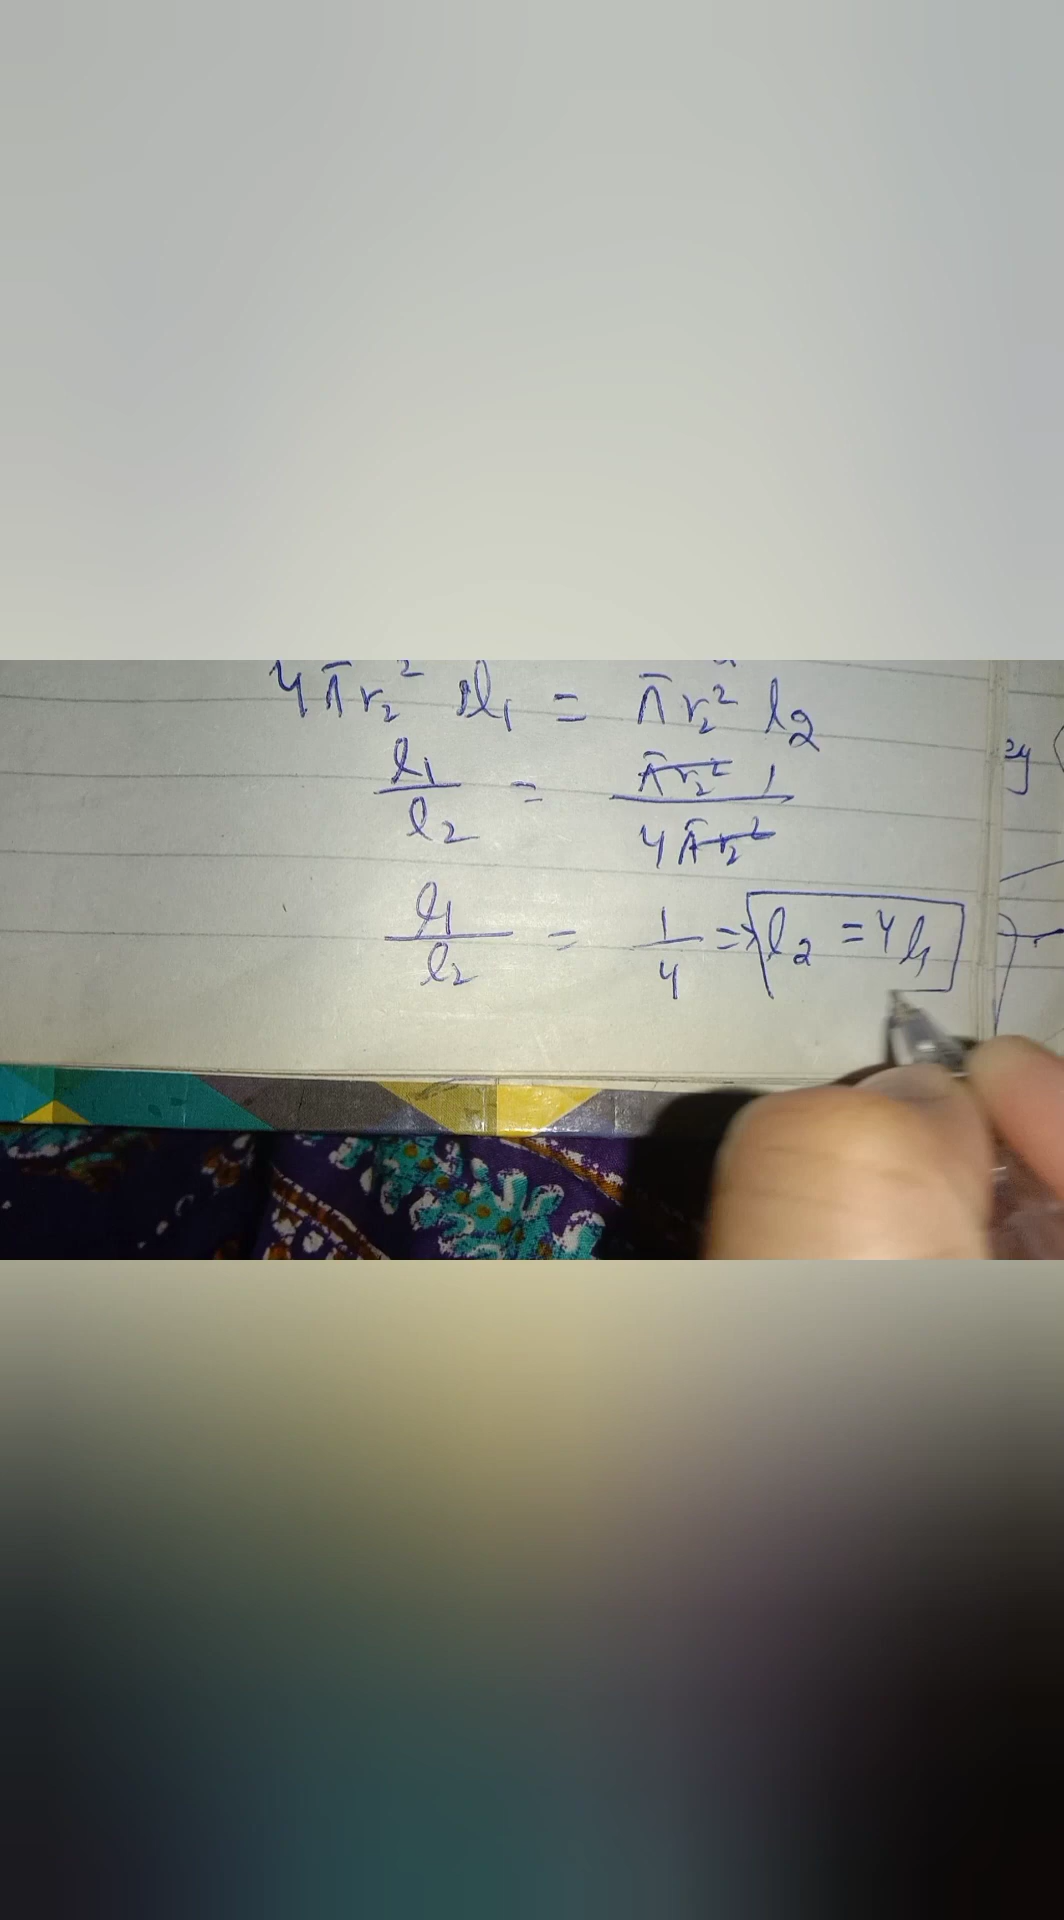 4πr₂² l₁ = πr₂² l₂
l₁/l₂ = πr₂² 1/4πr₂²
l₁/l₂ = 1/4 => l₂ = 4l₁